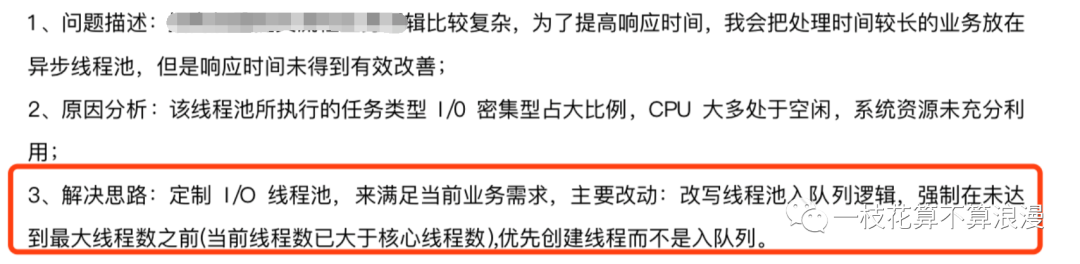 1、问题描述：辑比较复杂，为了提高响应时间，我会把处理时间较长的业务放在
异步线程池，但是响应时间未得到有效改善；
2、原因分析：该线程池所执行的任务类型 I/0 密集型占大比例，CPU 大多处于空闲，系统资源未充分利
用；
3、解决思路：定制 I/O 线程池，来满足当前业务需求，主要改动：改写线程池入队列逻辑，强制在未达
到最大线程数之前(当前线程数已大于核心线程数),优先创建线程而不是入队列。
一枝花算不算浪漫